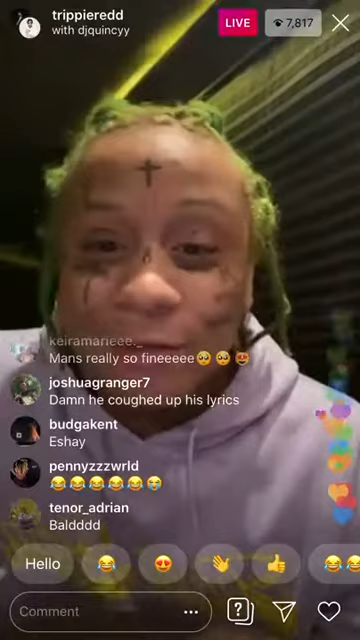 trippieredd
with djquincyy
LIVE
7,817
keiramarieee._
Mans really so fineeeee🥺🥺😍
joshuagranger7
Damn he coughed up his lyrics
budgakent
Eshay
pennyzzzwrld
😂😂😂😂😂😂😭
tenor_adrian
Baldddd
Hello 😂 😍 👋 👍 😂😂
Comment